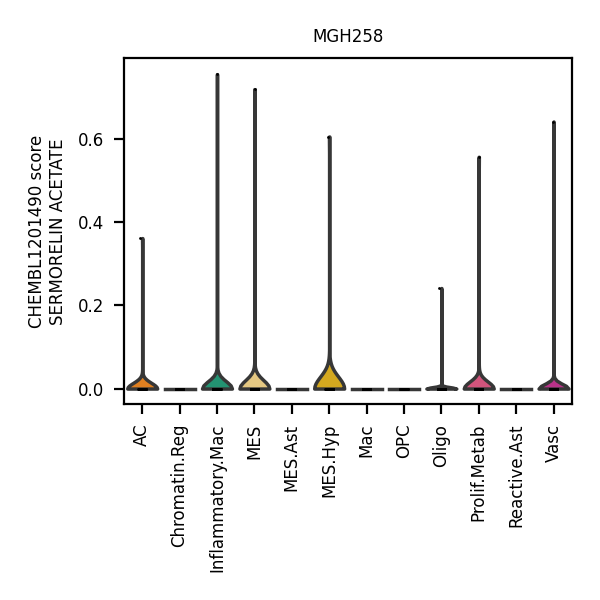 MGH258
CHEMBL1201490 score
SERMORELIN ACETATE
0.6
0.4
0.2
0.0
AC
Chromatin.Reg
Inflammatory.Mac
MES
MES.Ast
MES.Hyp
Mac
OPC
Oligo
Prolif.Metab
Reactive.Ast
Vasc